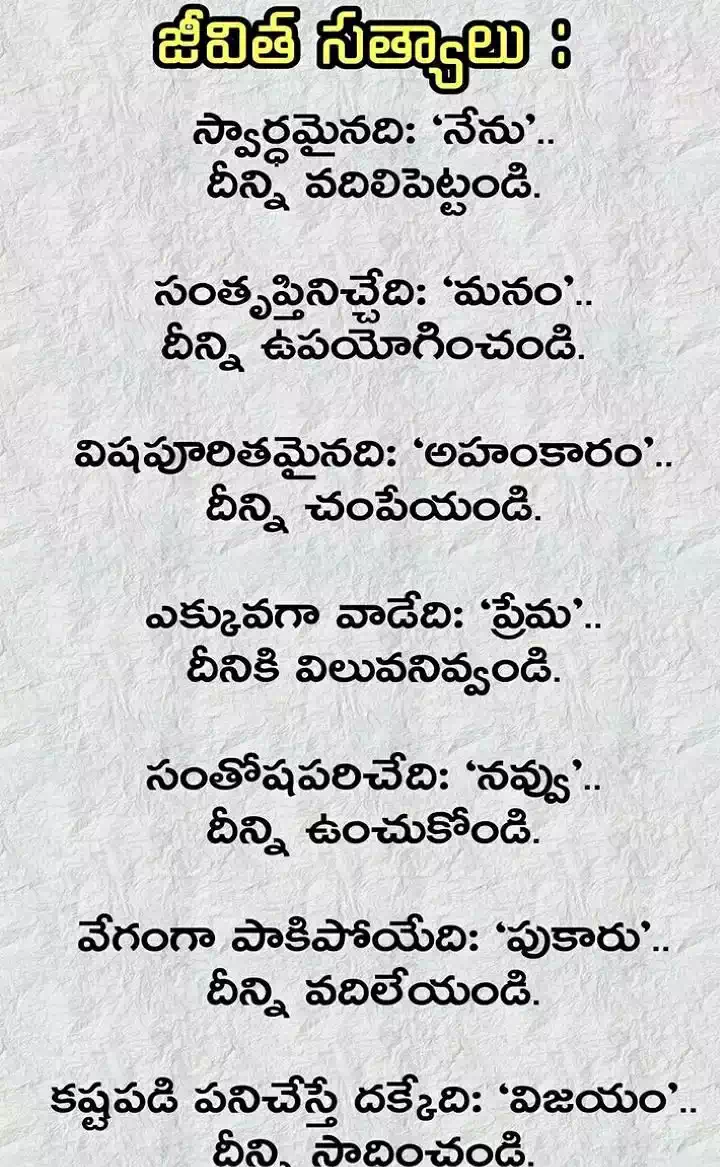 జీవిత సత్యాలు :
స్వార్ధమైనది: ‘నేను’..
దీన్ని వదిలిపెట్టండి.
సంతృప్తినిచ్చేది: ‘మనం’..
దీన్ని ఉపయోగించండి.
విషపూరితమైనది: ‘అహంకారం’..
దీన్ని చంపేయండి.
ఎక్కువగా వాడేది: ‘ప్రేమ’..
దీనికి విలువనివ్వండి.
సంతోషపరిచేది: ‘నవ్వు’..
దీన్ని ఉంచుకోండి.
వేగంగా పాకిపోయేది: ‘పుకారు’..
దీన్ని వదిలేయండి.
కష్టపడి పనిచేస్తే దక్కేది: ‘విజయం’..
దీన్ని సాదించండి.